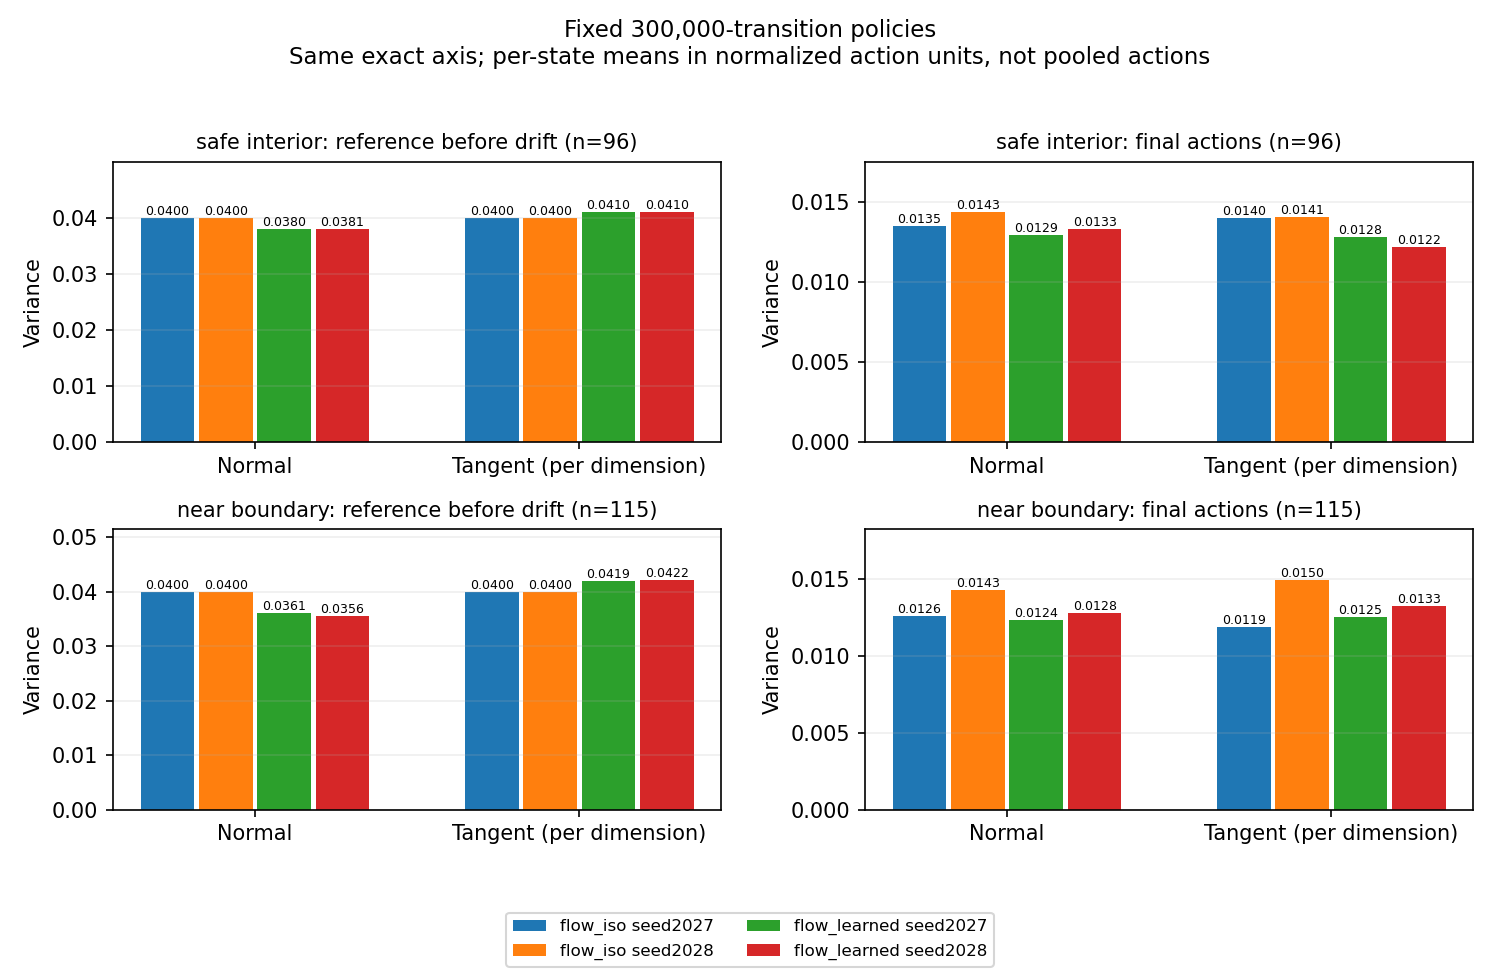 Fixed 300,000-transition policies
Same exact axis; per-state means in normalized action units, not pooled actions
safe interior: reference before drift (n=96)
Variance
0.04
0.03
0.02
0.01
0.00
0.0400 0.0400 0.0380 0.0381 0.0400 0.0400 0.0410 0.0410
Normal Tangent (per dimension)
safe interior: final actions (n=96)
Variance
0.015
0.010
0.005
0.000
0.0135 0.0143 0.0129 0.0133 0.0140 0.0141 0.0128 0.0122
Normal Tangent (per dimension)
near boundary: reference before drift (n=115)
Variance
0.05
0.04
0.03
0.02
0.01
0.00
0.0400 0.0400 0.0361 0.0356 0.0400 0.0400 0.0419 0.0422
Normal Tangent (per dimension)
near boundary: final actions (n=115)
Variance
0.015
0.010
0.005
0.000
0.0126 0.0143 0.0124 0.0128 0.0119 0.0150 0.0125 0.0133
Normal Tangent (per dimension)
flow_iso seed2027
flow_iso seed2028
flow_learned seed2027
flow_learned seed2028